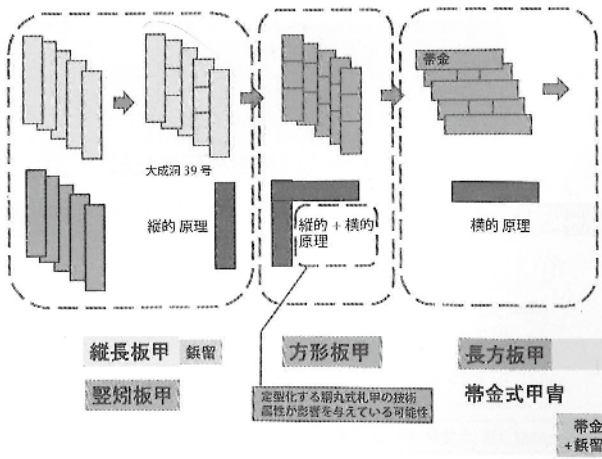 帯金
大成洞 39 号
縦的 原理
縦的 + 横的
原理
横的 原理
縦長板甲 鋲留
方形板甲
長方板甲
竪矧板甲
定型化する胴丸式札甲の技術
属性が影響を与えている可能性
帯金式甲冑
帯金
+鋲留